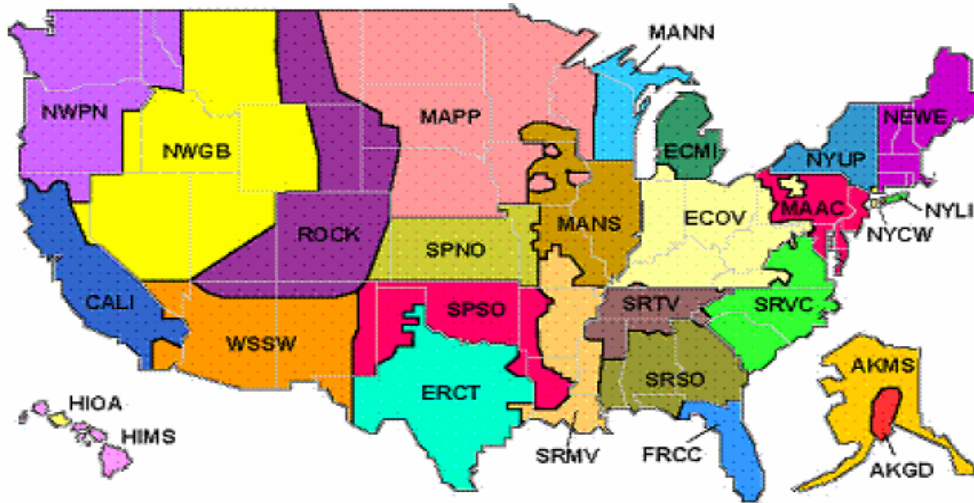 MANN
NWPN
MAPP
NEWE
NWGB
ECMI
NYUP
MAAC
NYLI
NYCW
ROCK
MANS
ECOV
SPNO
CALI
SPSO
SRTV
SRVC
WSSW
ERCT
SRSO
AKMS
HIOA
HIMS
SRMV
FRCC
AKGD